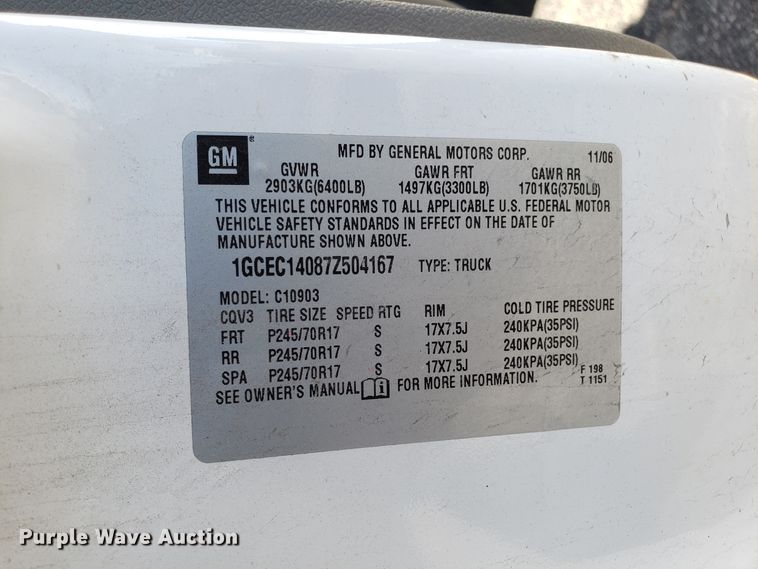 GM ®
MFD BY GENERAL MOTORS CORP. 11/06
GVWR GAWR FRT GAWR RR
2903KG(6400LB) 1497KG(3300LB) 1701KG(3750LB)
THIS VEHICLE CONFORMS TO ALL APPLICABLE U.S. FEDERAL MOTOR
VEHICLE SAFETY STANDARDS IN EFFECT ON THE DATE OF
MANUFACTURE SHOWN ABOVE.
1GCEC14087Z504167 TYPE: TRUCK
MODEL: C10903
CQV3 TIRE SIZE SPEED RTG RIM COLD TIRE PRESSURE
FRT P245/70R17 S 17X7.5J 240KPA(35PSI)
RR P245/70R17 S 17X7.5J 240KPA(35PSI)
SPA P245/70R17 S 17X7.5J 240KPA(35PSI)
SEE OWNER'S MANUAL FOR MORE INFORMATION. F 198
T 1151
Purple Wave Auction